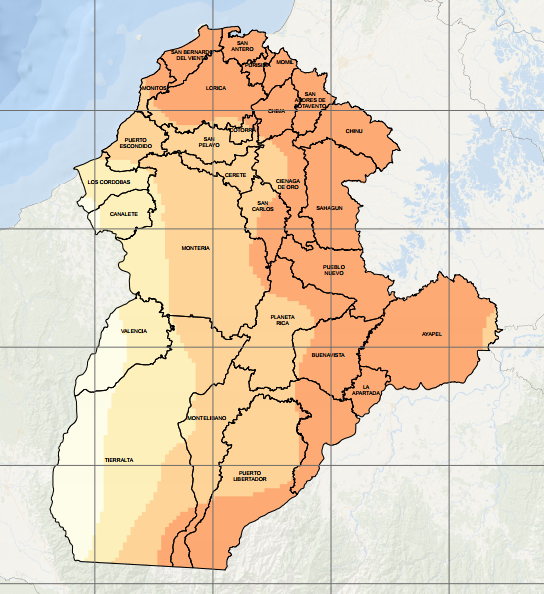 SAN
ANTERO
SAN BERNARDO
DEL VIENTO
PURISIMA
MOMIL
MOÑITOS
LORICA
SAN
ANDRES DE
SOTAVENTO
CHIMA
COTORRA
CHINU
PUERTO
ESCONDIDO
SAN
PELAYO
CERETE
LOS CORDOBAS
CIENAGA
DE ORO
SAN
CARLOS
SAHAGUN
CANALETE
MONTERIA
PUEBLO
NUEVO
PLANETA
RICA
VALENCIA
AYAPEL
BUENAVISTA
LA
APARTADA
MONTELIBANO
TIERRALTA
PUERTO
LIBERTADOR